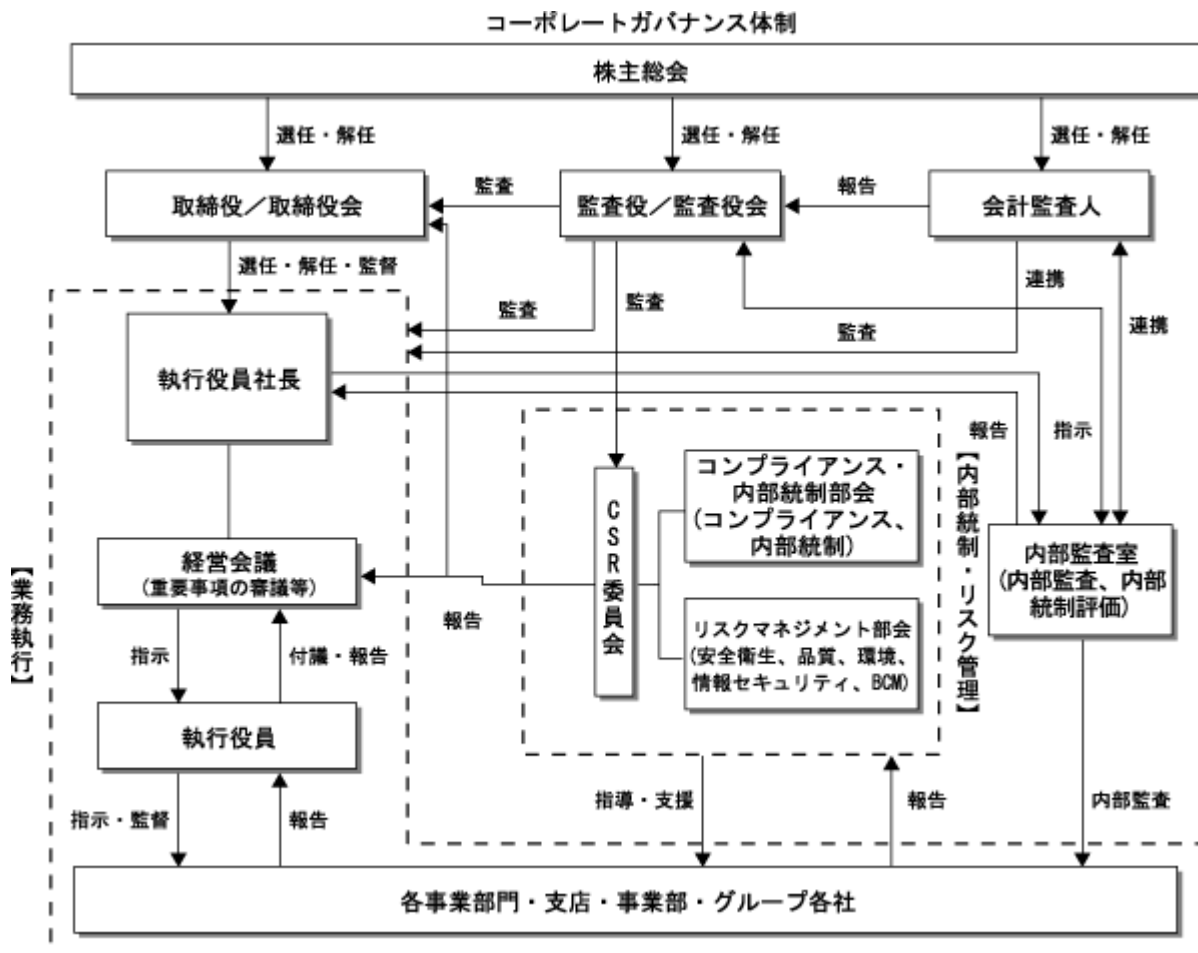 コーポレートガバナンス体制
株主総会
選任・解任
選任・解任
選任・解任
取締役／取締役会
監査
監査役／監査役会
報告
会計監査人
選任・解任・監督
監査
監査
連携
監査
連携
執行役員社長
報告
指示
コンプライアンス・
内部統制部会
(コンプライアンス、
内部統制)
CSR委員会
【内部統制・リスク管理】
内部監査室
(内部監査、内部
統制評価)
経営会議
(重要事項の審議等)
【業務執行】
報告
リスクマネジメント部会
(安全衛生、品質、環境、
情報セキュリティ、BCM)
指示
付議・報告
執行役員
指示・監督
報告
指導・支援
報告
内部監査
各事業部門・支店・事業部・グループ各社